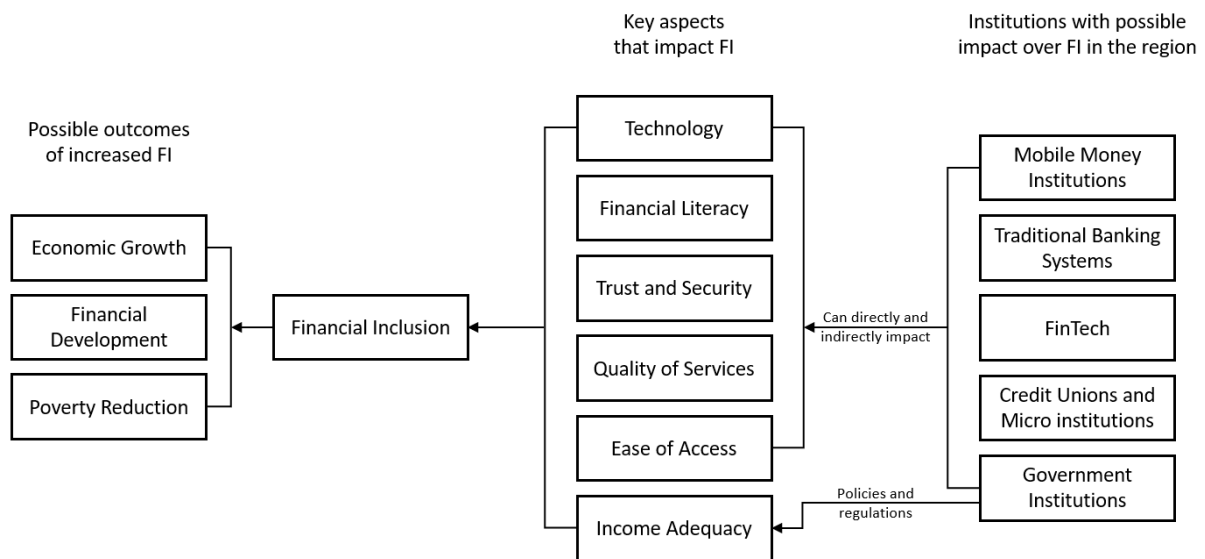 Key aspects
that impact FI
Institutions with possible
impact over FI in the region
Possible outcomes
of increased FI
Technology
Financial Literacy
Trust and Security
Quality of Services
Ease of Access
Income Adequacy
Mobile Money
Institutions
Traditional Banking
Systems
FinTech
Credit Unions and
Micro institutions
Government
Institutions
Economic Growth
Financial
Development
Poverty Reduction
Financial Inclusion
Can directly and
indirectly impact
Policies and
regulations